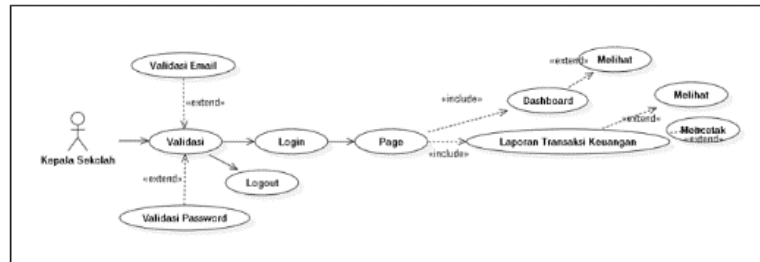 Validasi Email
«extend»
Melihat
«extend»
Melihat
«include»
Dashboard
«extend»
Kepala Sekolah
Validasi
Login
Page
Laporan Transaksi Keuangan
Mencetak
«extend»
«include»
«extend»
Logout
Validasi Password